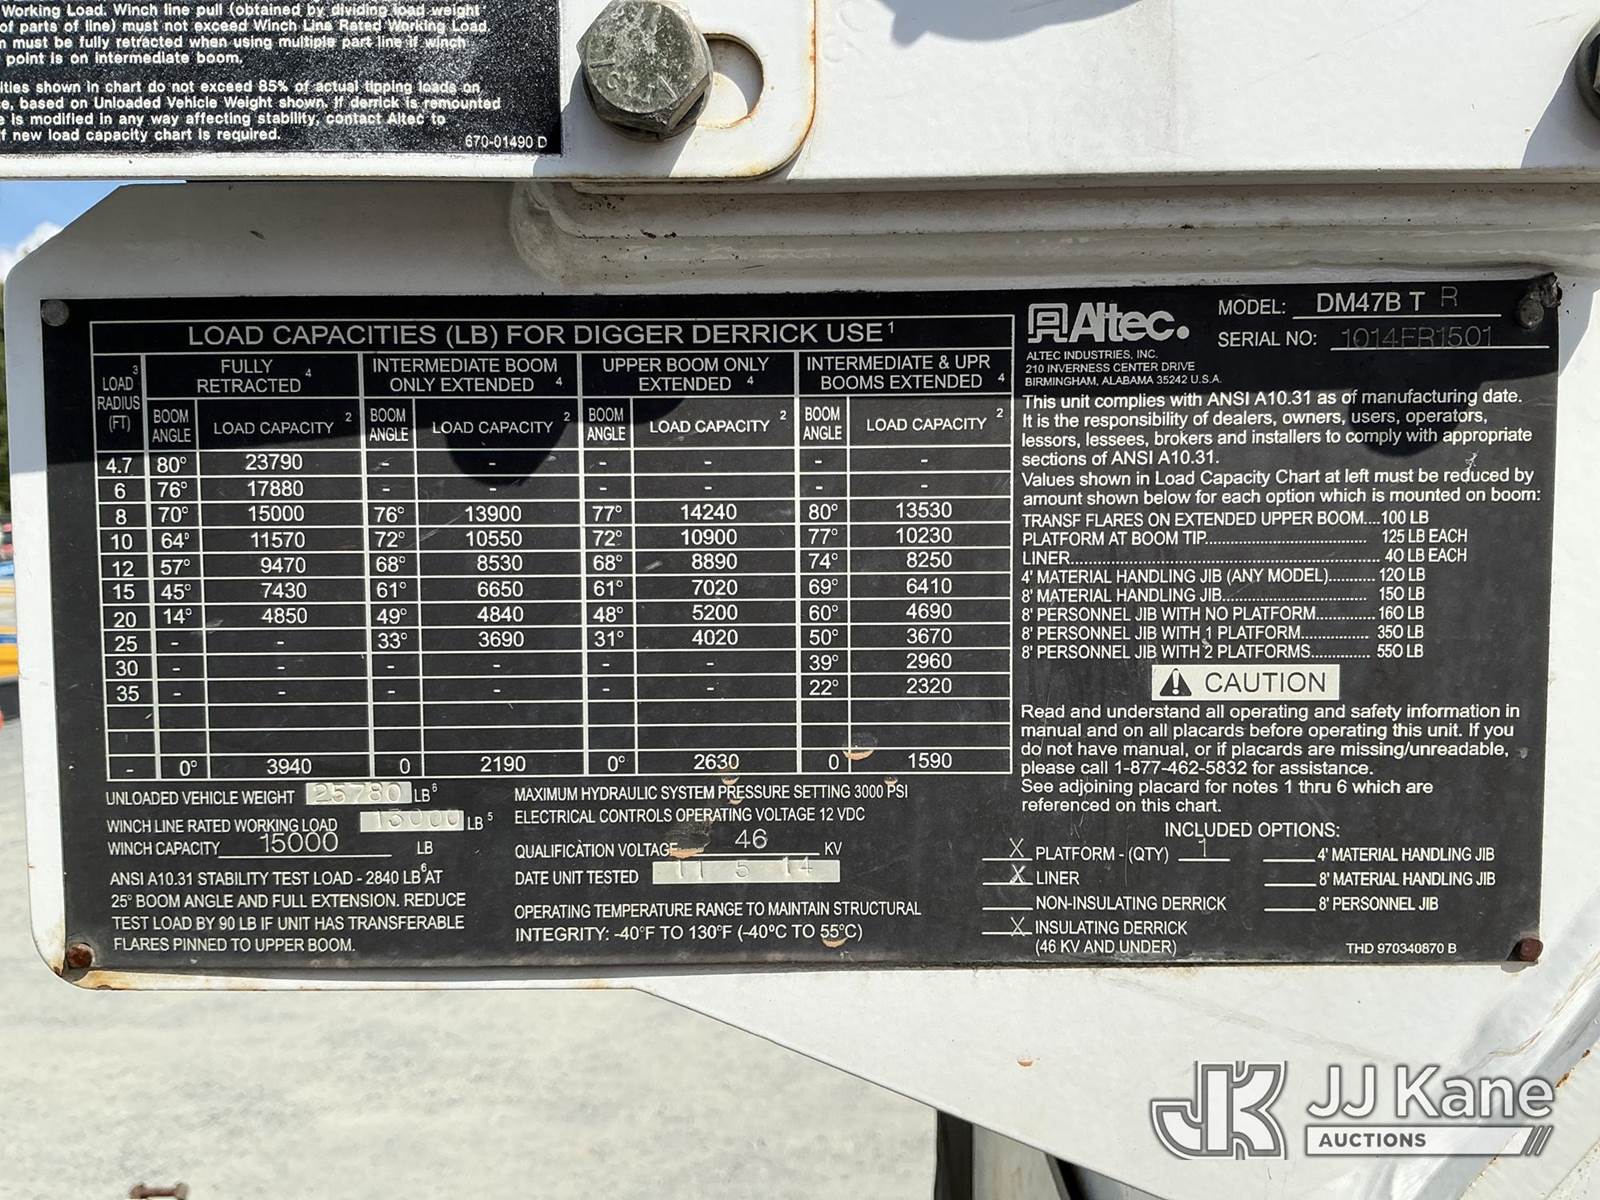 Working Load. Winch line pull (obtained by dividing load weight
of parts of line) must not exceed Winch Line Rated Working Load.
must be fully retracted when using multiple part line if winch
point is on intermediate boom.
ities shown in chart do not exceed 85% of actual tipping loads on
e, based on Unloaded Vehicle Weight shown. If derrick is remounted
e is modified in any way affecting stability, contact Altec to
f new load capacity chart is required.
670-01490 D
LOAD CAPACITIES (LB) FOR DIGGER DERRICK USE 1
LOAD 3 RADIUS (FT) FULLY RETRACTED 4 INTERMEDIATE BOOM ONLY EXTENDED 4 UPPER BOOM ONLY EXTENDED 4 INTERMEDIATE & UPR BOOMS EXTENDED 4
BOOM ANGLE LOAD CAPACITY 2 BOOM ANGLE LOAD CAPACITY 2 BOOM ANGLE LOAD CAPACITY 2 BOOM ANGLE LOAD CAPACITY 2
4.7 80° 23790 - - - - - -
6 76° 17880 - - - - - -
8 70° 15000 76° 13900 77° 14240 80° 13530
10 64° 11570 72° 10550 72° 10900 77° 10230
12 57° 9470 68° 8530 68° 8890 74° 8250
15 45° 7430 61° 6650 61° 7020 69° 6410
20 14° 4850 49° 4840 48° 5200 60° 4690
25 - - 33° 3690 31° 4020 50° 3670
30 - - - - - - 39° 2960
35 - - - - - - 22° 2320
- 0° 3940 0 2190 0° 2630 0 1590
UNLOADED VEHICLE WEIGHT 25780 LB 6
WINCH LINE RATED WORKING LOAD 13000 LB 5
WINCH CAPACITY 15000 LB
ANSI A10.31 STABILITY TEST LOAD - 2840 LB 6 AT
25° BOOM ANGLE AND FULL EXTENSION. REDUCE
TEST LOAD BY 90 LB IF UNIT HAS TRANSFERABLE
FLARES PINNED TO UPPER BOOM.
MAXIMUM HYDRAULIC SYSTEM PRESSURE SETTING 3000 PSI
ELECTRICAL CONTROLS OPERATING VOLTAGE 12 VDC
QUALIFICATION VOLTAGE 46 KV
DATE UNIT TESTED 11 5 14
OPERATING TEMPERATURE RANGE TO MAINTAIN STRUCTURAL
INTEGRITY: -40°F TO 130°F (-40°C TO 55°C)
Altec.
ALTEC INDUSTRIES, INC.
210 INVERNESS CENTER DRIVE
BIRMINGHAM, ALABAMA 35242 U.S.A.
MODEL: DM47B T R
SERIAL NO: 1014ER1501
This unit complies with ANSI A10.31 as of manufacturing date.
It is the responsibility of dealers, owners, users, operators,
lessors, lessees, brokers and installers to comply with appropriate
sections of ANSI A10.31.
Values shown in Load Capacity Chart at left must be reduced by
amount shown below for each option which is mounted on boom:
TRANSF FLARES ON EXTENDED UPPER BOOM....100 LB
PLATFORM AT BOOM TIP.................................... 125 LB EACH
LINER.................................................................. 40 LB EACH
4' MATERIAL HANDLING JIB (ANY MODEL)........... 120 LB
8' MATERIAL HANDLING JIB................................ 150 LB
8' PERSONNEL JIB WITH NO PLATFORM............. 160 LB
8' PERSONNEL JIB WITH 1 PLATFORM................ 350 LB
8' PERSONNEL JIB WITH 2 PLATFORMS.............. 550 LB
CAUTION
Read and understand all operating and safety information in
manual and on all placards before operating this unit. If you
do not have manual, or if placards are missing/unreadable,
please call 1-877-462-5832 for assistance.
See adjoining placard for notes 1 thru 6 which are
referenced on this chart.
INCLUDED OPTIONS:
X PLATFORM - (QTY) 1
X LINER
NON-INSULATING DERRICK
X INSULATING DERRICK
(46 KV AND UNDER)
4' MATERIAL HANDLING JIB
8' MATERIAL HANDLING JIB
8' PERSONNEL JIB
THD 970340870 B
JK JJ Kane
AUCTIONS